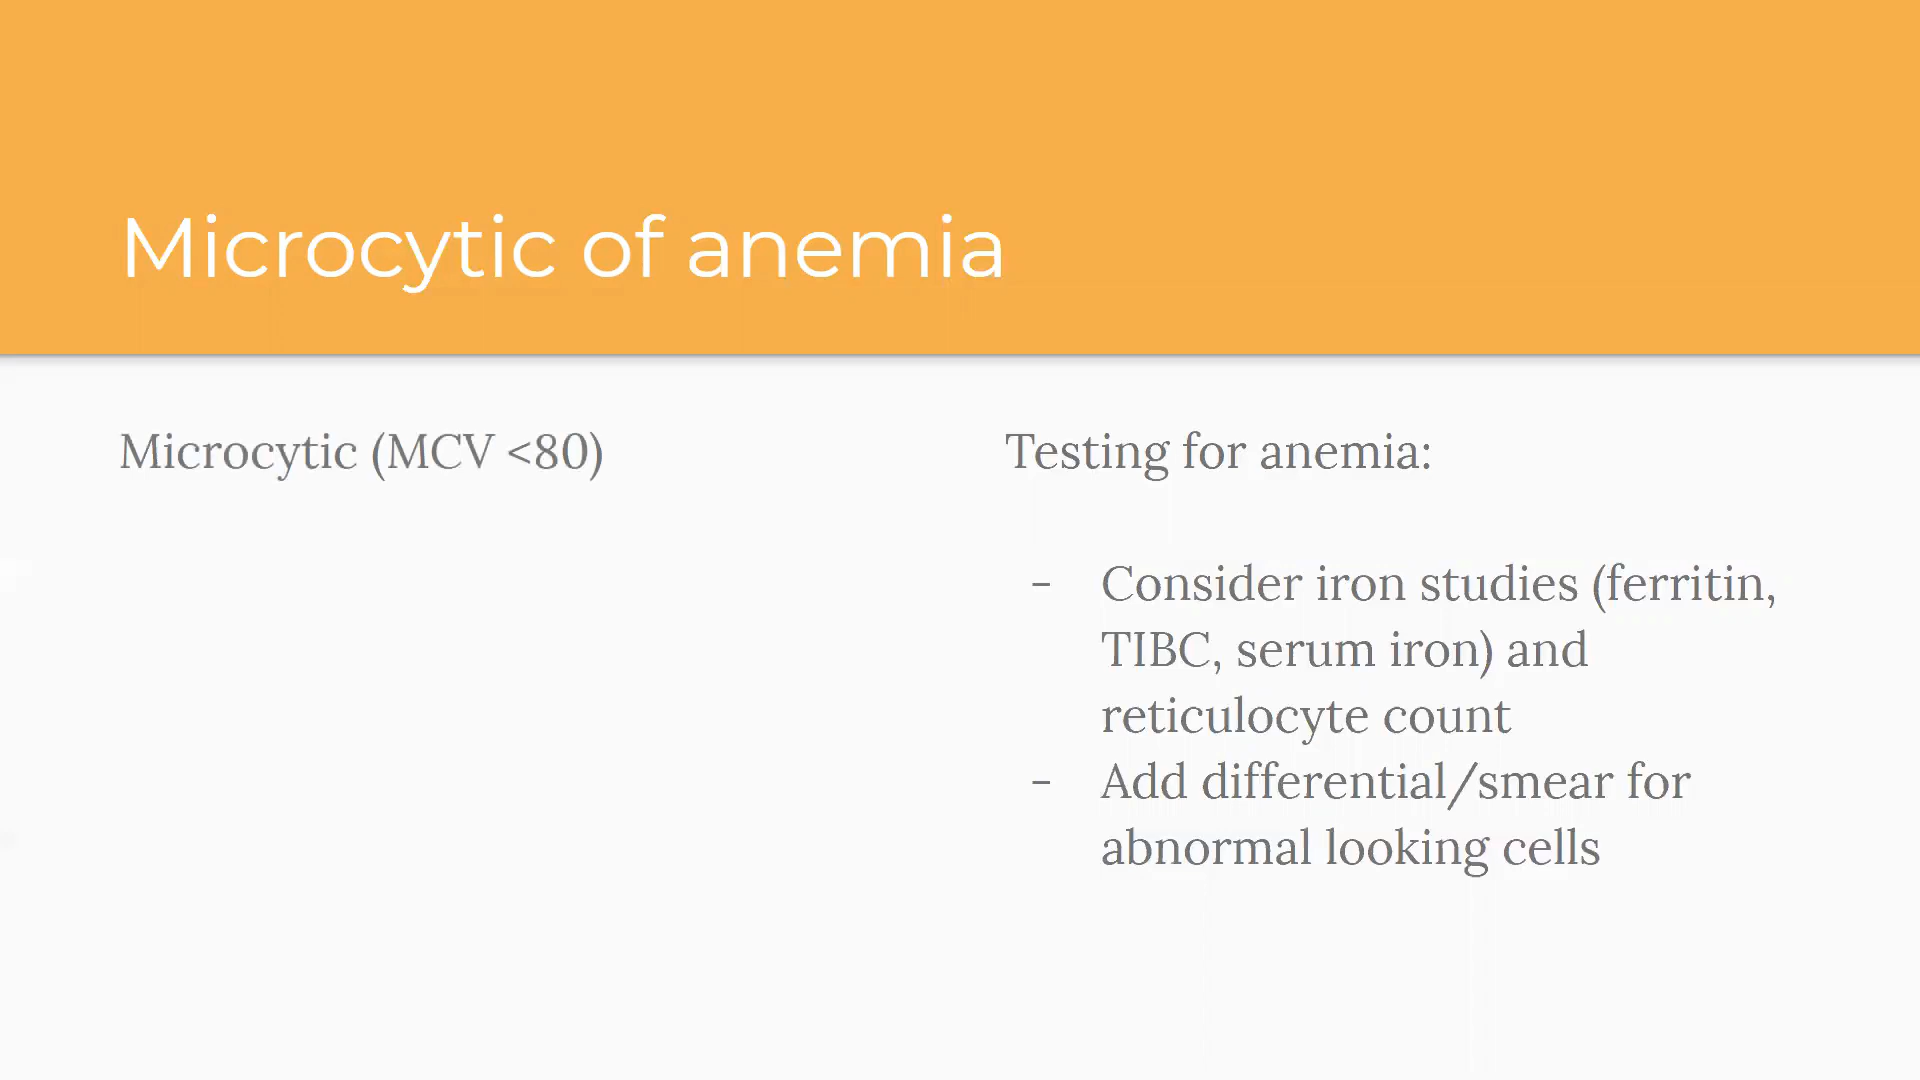 Microcytic of anemia
Microcytic (MCV <80)
Testing for anemia:
- Consider iron studies (ferritin,
TIBC, serum iron) and
reticulocyte count
- Add differential/smear for
abnormal looking cells